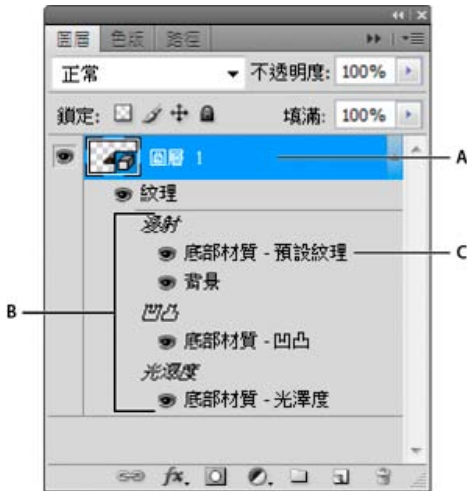 圖層 色版 路徑
正常 不透明度: 100%
鎖定: 填滿: 100%
圖層 1
A
紋理
漫射
底部材質 - 預設紋理
C
背景
B
凹凸
底部材質 - 凹凸
光澤度
底部材質 - 光澤度
fx.